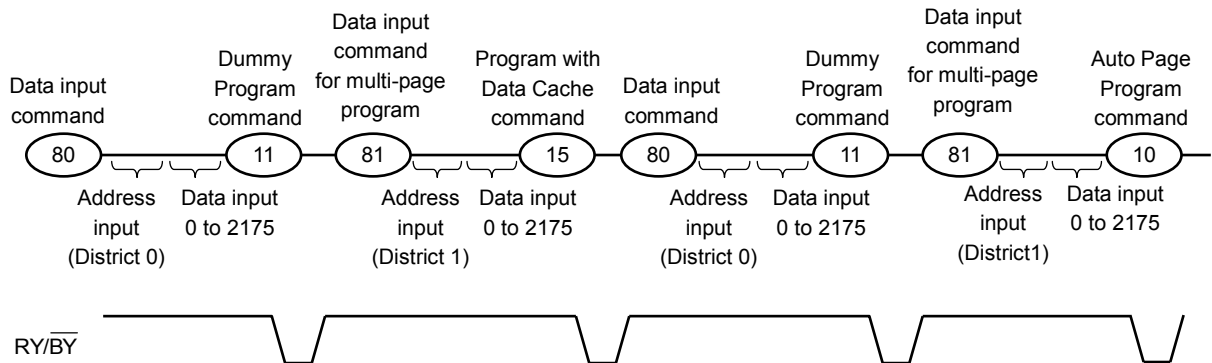 Data input
command
Dummy
Program
command
Data input
command
for multi-page
program
Program with
Data Cache
command
Data input
command
Dummy
Program
command
Data input
command
for multi-page
program
Auto Page
Program
command
80
11
81
15
80
11
81
10
Address
input
(District 0)
Data input
0 to 2175
Address
input
(District 1)
Data input
0 to 2175
Address
input
(District 0)
Data input
0 to 2175
Address
input
(District1)
Data input
0 to 2175
RY/B̅Y̅